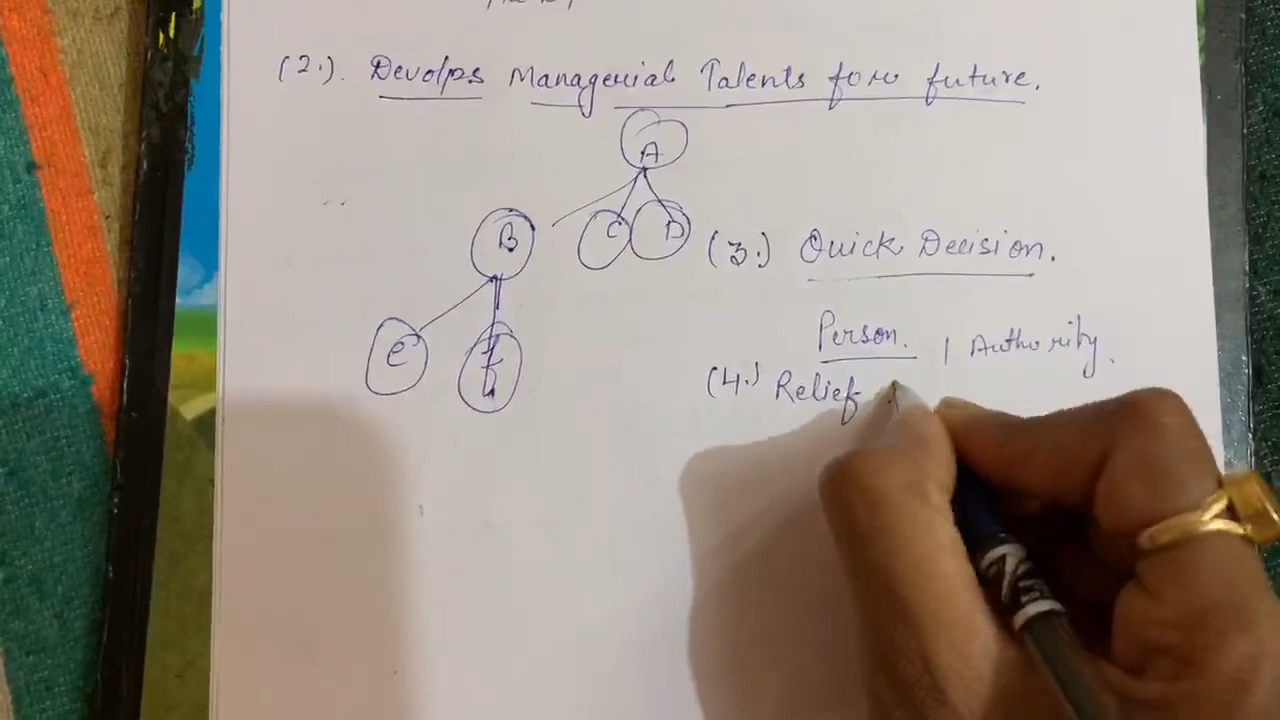 (2.). Devolps Managerial Talents for future.
A
B C D
(3.) Quick Decision.
e f
Person. | Authority.
(4.) Relief